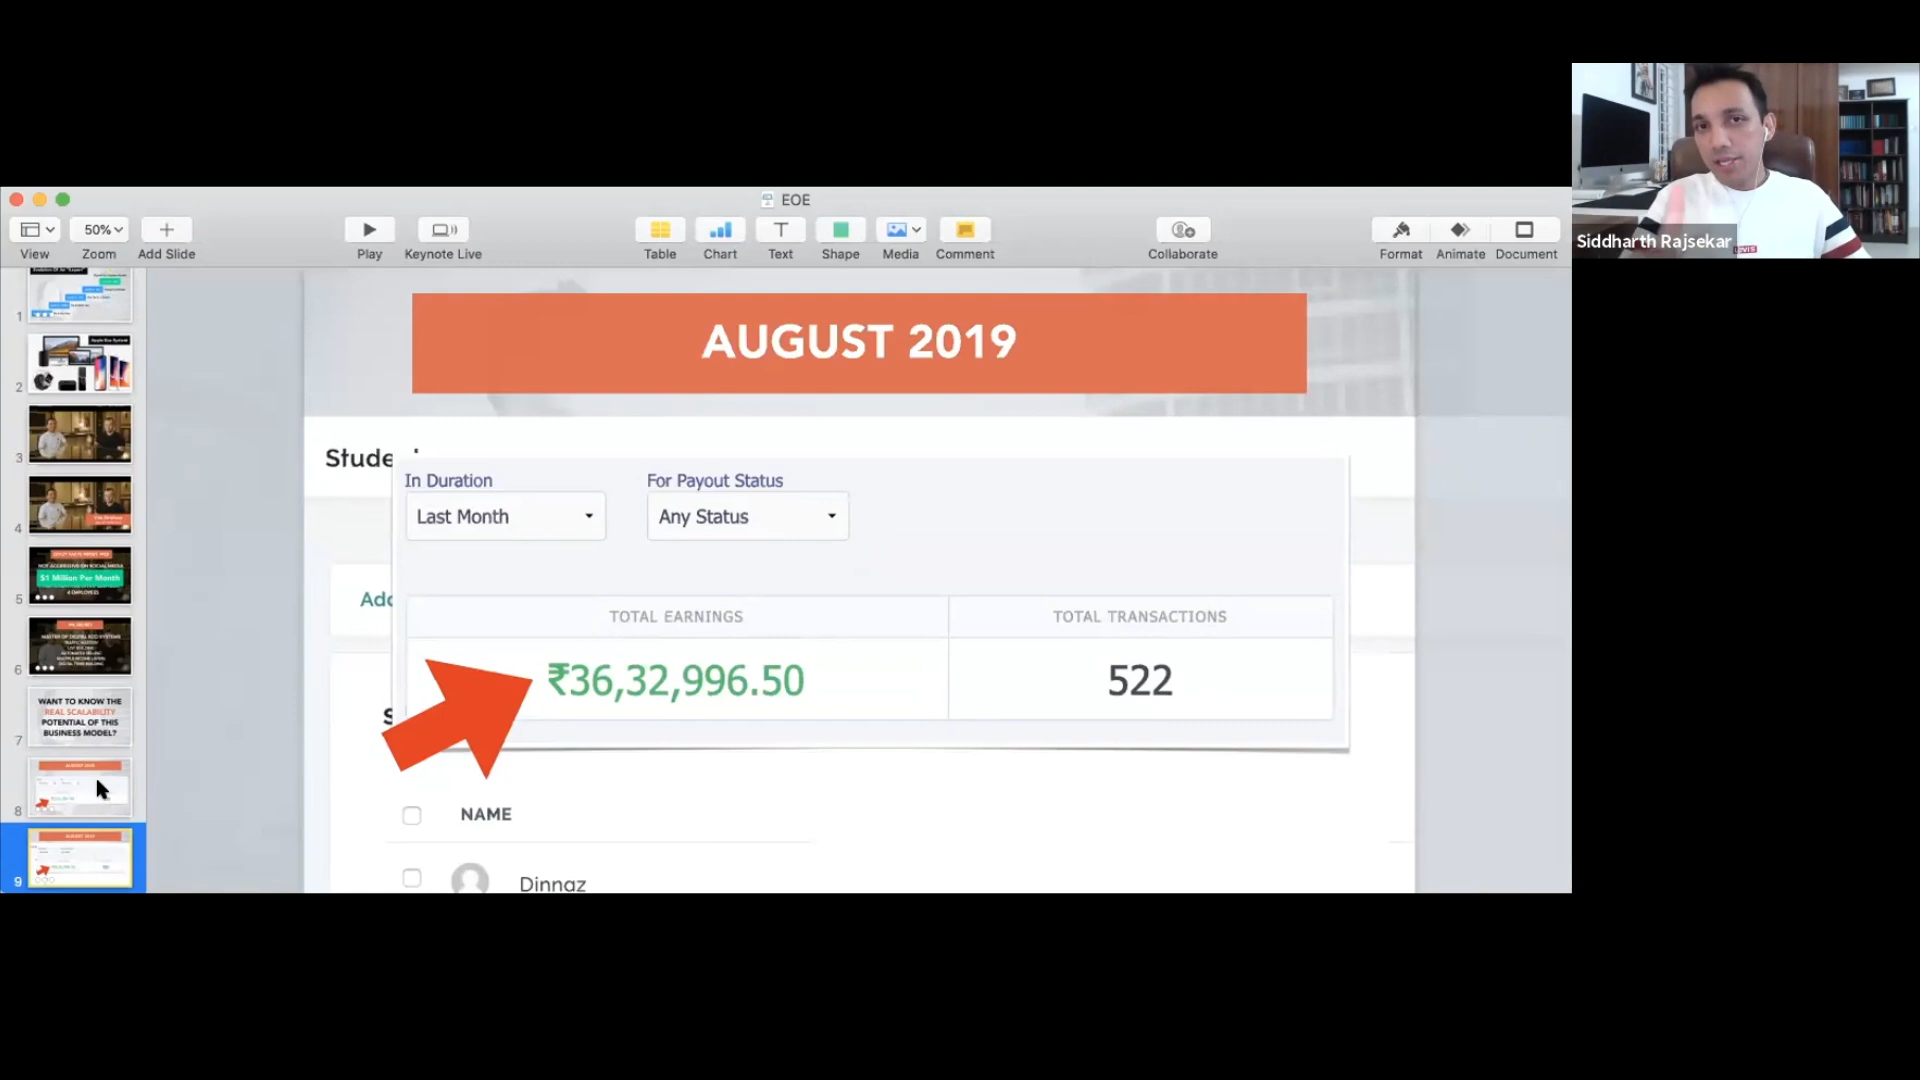 EOE
50%
View
Zoom
Add Slide
Play
Keynote Live
Table
Chart
Text
Shape
Media
Comment
Collaborate
Format
Animate
Document
Siddharth Rajsekar
LEVI'S
1
2
3
4
5
$1 Million Per Month
4 EMPLOYEES
6
7
WANT TO KNOW THE
REAL SCALABILITY
POTENTIAL OF THIS
BUSINESS MODEL?
8
9
AUGUST 2019
In Duration
For Payout Status
Last Month
Any Status
TOTAL EARNINGS
TOTAL TRANSACTIONS
₹36,32,996.50
522
NAME
Dinnaz